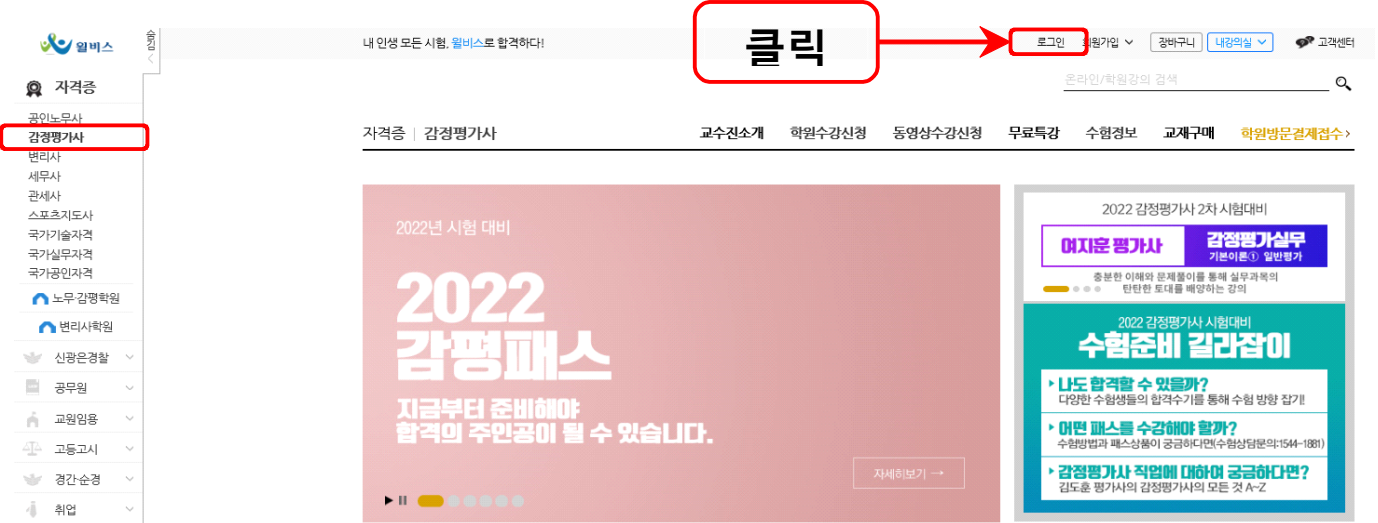 윌비스
숨김
내 인생 모든 시험, 윌비스로 합격하다!
클릭
로그인
회원가입
장바구니
내강의실
고객센터
온라인/학원강의 검색
자격증
공인노무사
감정평가사
변리사
세무사
관세사
스포츠지도사
국가기술자격
국가실무자격
국가공인자격
노무·감평학원
변리사학원
신광은경찰
공무원
교원임용
고등고시
경간·순경
취업
자격증 | 감정평가사
교수진소개
학원수강신청
동영상수강신청
무료특강
수험정보
교재구매
학원방문결제접수>
2022년 시험 대비
2022
감평패스
지금부터 준비해야
합격의 주인공이 될 수 있습니다.
자세히보기 →
2022 감정평가사 2차 시험대비
여지훈 평가사
감정평가실무
기본이론① 일반평가
충분한 이해와 문제풀이를 통해 실무과목의
탄탄한 토대를 배양하는 강의
2022 감정평가사 시험대비
수험준비 길라잡이
나도 합격할 수 있을까?
다양한 수험생들의 합격수기를 통해 수험 방향 잡기!
어떤 패스를 수강해야 할까?
수험방법과 패스상품이 궁금하다면(수험상담문의:1544-1881)
감정평가사 직업에 대하여 궁금하다면?
김도훈 평가사의 감정평가사의 모든 것 A~Z